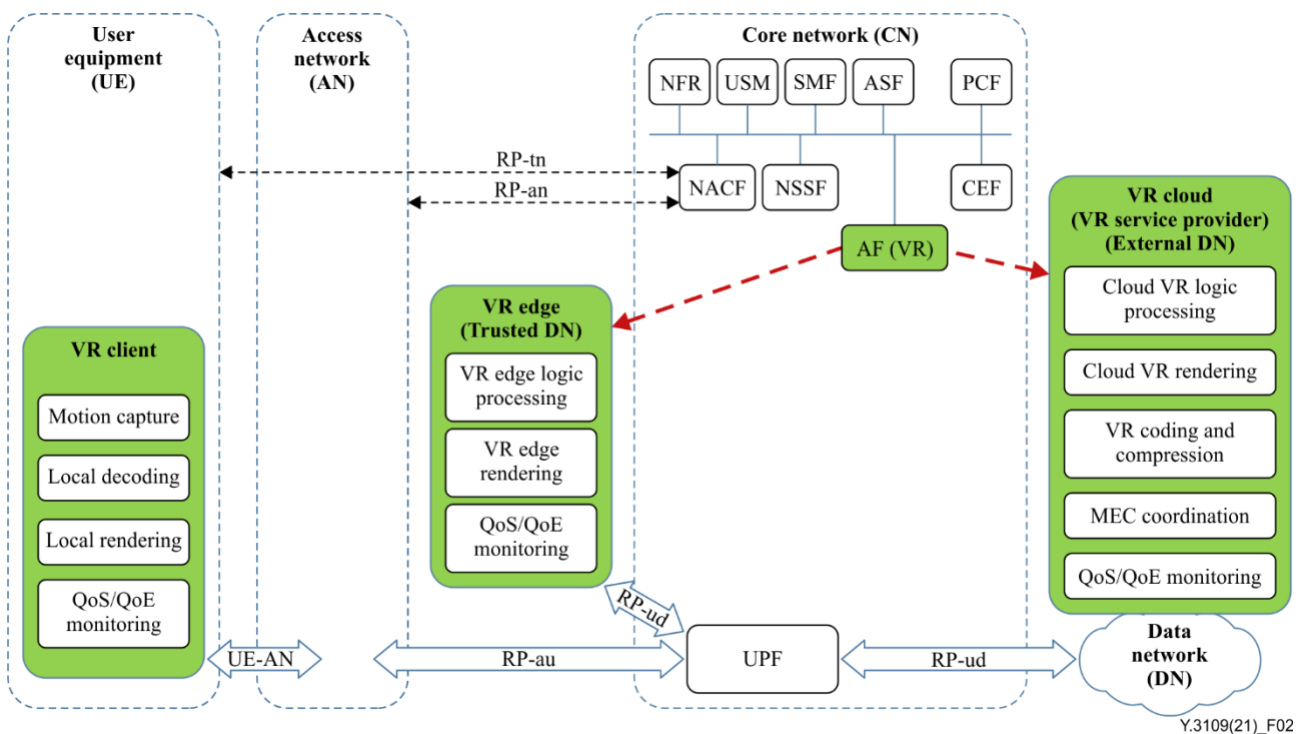 User
equipment
(UE)
Access
network
(AN)
Core network (CN)
NFR
USM
SMF
ASF
PCF
RP-tn
RP-an
NACF
NSSF
CEF
AF (VR)
VR cloud
(VR service provider)
(External DN)
Cloud VR logic
processing
Cloud VR rendering
VR coding and
compression
MEC coordination
QoS/QoE monitoring
VR edge
(Trusted DN)
VR edge logic
processing
VR edge
rendering
QoS/QoE
monitoring
VR client
Motion capture
Local decoding
Local rendering
QoS/QoE
monitoring
UE-AN
RP-au
RP-ud
UPF
RP-ud
Data
network
(DN)
Y.3109(21)_F02